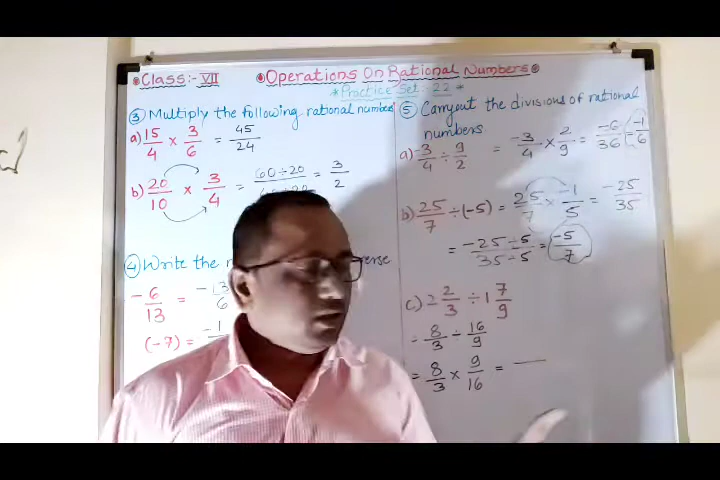 Class:- VII
Operations On Rational Numbers
*Practice Set:- 22*
③ Multiply the following rational number
a) 15/4 × 3/6 = 45/24
b) 20/10 × 3/4 = 60÷20 = 3/2
④ Write the
erse
-6/13 = -13/6
(-7) = -1
⑤ Carryout the divisions of rational
numbers.
a) -3/4 ÷ 9/2 = -3/4 × 2/9 = -6/36 = -1/6
b) 25/7 ÷ (-5) = 25/7 × -1/5 = -25/35
= -25÷5/35÷5 = -5/7
c) 2 2/3 ÷ 1 7/9
= 8/3 ÷ 16/9
= 8/3 × 9/16 =